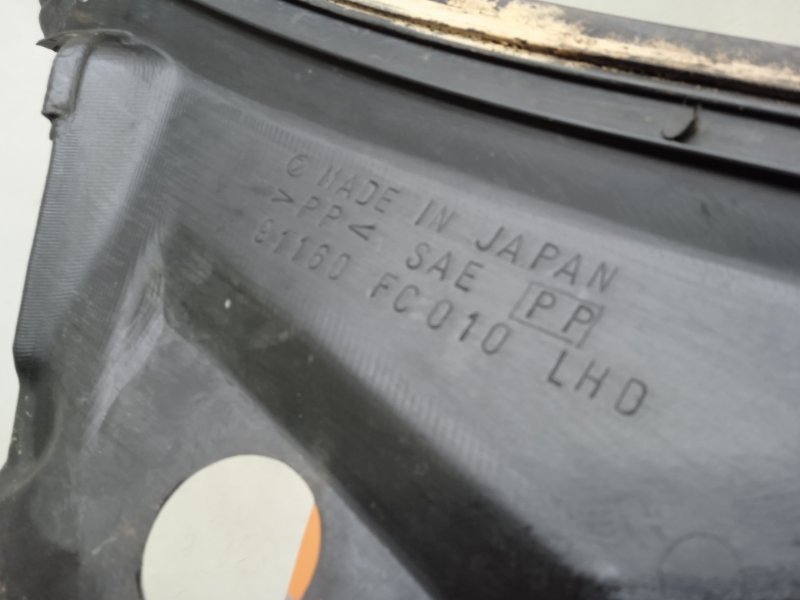 MADE IN JAPAN
>PP< SAE PP
91160 FC010 LHD